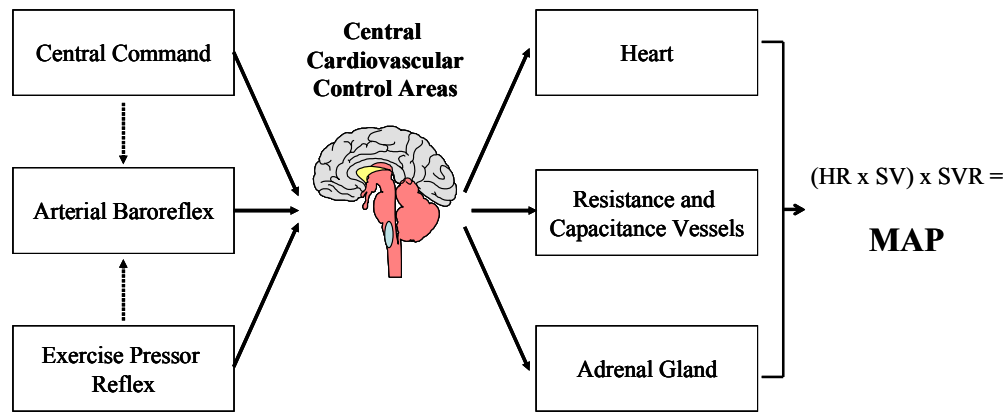 Central Command
Arterial Baroreflex
Exercise Pressor
Reflex
Central
Cardiovascular
Control Areas
Heart
Resistance and
Capacitance Vessels
Adrenal Gland
(HR x SV) x SVR =
MAP